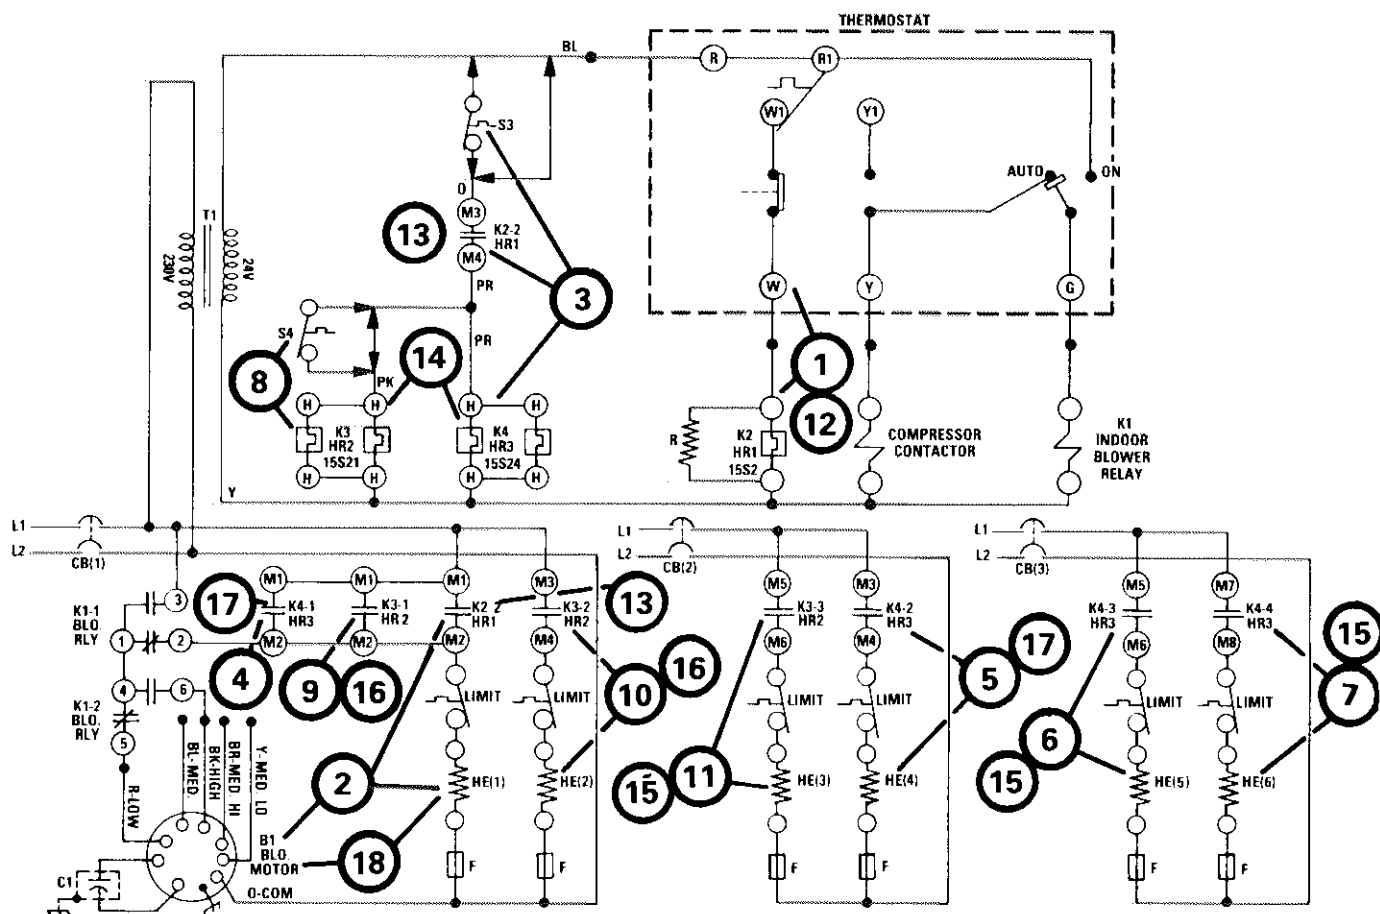 THERMOSTAT
BL
R
R1
W1
Y1
S3
AUTO
ON
O
M3
K2-2
HR1
M4
13
T1
230V
24V
PR
3
W
Y
G
S4
PR
8
14
PK
1
12
H
H
H
H
K3
HR2
15S21
K4
HR3
15S24
H
H
H
H
R
K2
HR1
15S2
COMPRESSOR
CONTACTOR
K1
INDOOR
BLOWER
RELAY
Y
L1
L2
CB(1)
L1
L2
CB(2)
L1
L2
CB(3)
K1-1
BLO.
RLY
3
1
2
17
M1
K4-1
HR3
M2
M1
K3-1
HR2
M2
M1
K2-2
HR1
M2
M3
K3-2
HR2
M4
13
M5
K3-3
HR2
M6
M3
K4-2
HR3
M4
17
M5
K4-3
HR3
M6
M7
K4-4
HR3
M8
15
4
9
16
10
16
5
7
4
6
K1-2
BLO.
RLY
5
LIMIT
LIMIT
LIMIT
LIMIT
LIMIT
LIMIT
R-LOW
BL-MED.
BK-HIGH
BR-MED. HI
Y-MED. LO
2
HE(1)
HE(2)
15
11
HE(3)
HE(4)
6
15
HE(5)
HE(6)
B1
BLO.
MOTOR
18
F
F
F
F
F
F
C1
O-COM